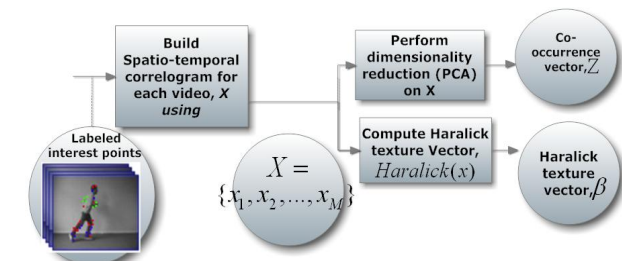 Build
Spatio-temporal
correlogram for
each video, X
using
Perform
dimensionality
reduction (PCA)
on X
Co-
occurrence
vector,Z
Labeled
interest points
X =
{x₁, x₂,..., x_M}
Compute Haralick
texture Vector,
Haralick(x)
Haralick
texture
vector,β